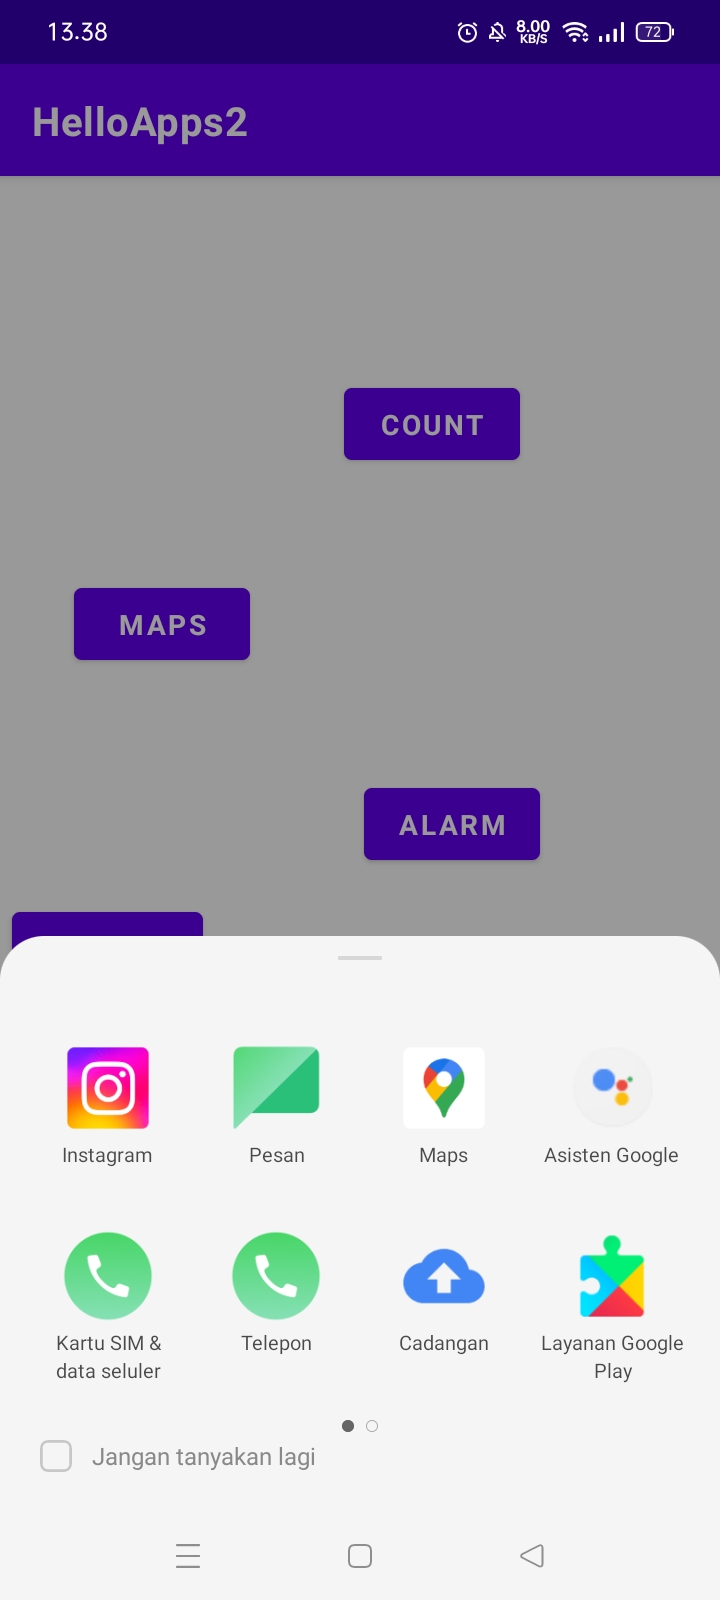 13.38
8.00
KB/S
72
HelloApps2
COUNT
MAPS
ALARM
Instagram
Pesan
Maps
Asisten Google
Kartu SIM &
data seluler
Telepon
Cadangan
Layanan Google
Play
Jangan tanyakan lagi